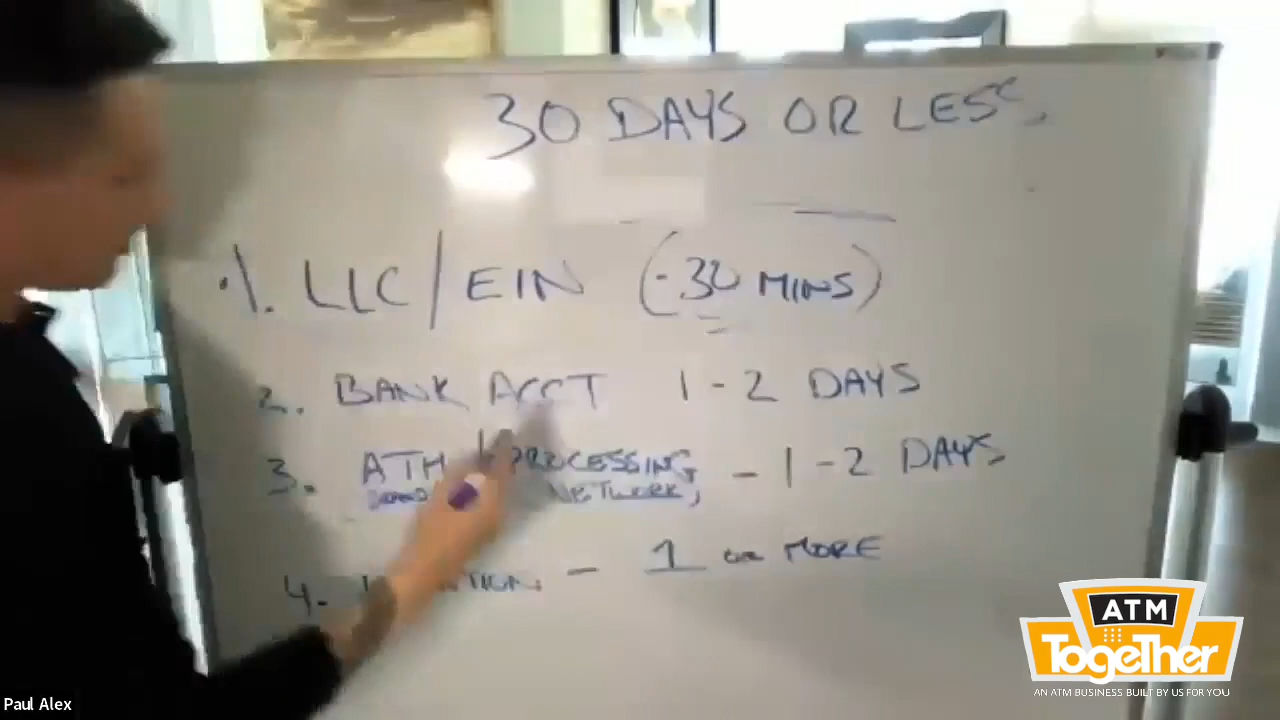 30 DAYS OR LESS
1. LLC/EIN (-30 MINS)
2. BANK ACCT 1-2 DAYS
3. ATM PROCESSING - 1-2 DAYS
NETWORK,
4. - 1 OR MORE
ATM
TogeTher
AN ATM BUSINESS BUILT BY US FOR YOU
Paul Alex